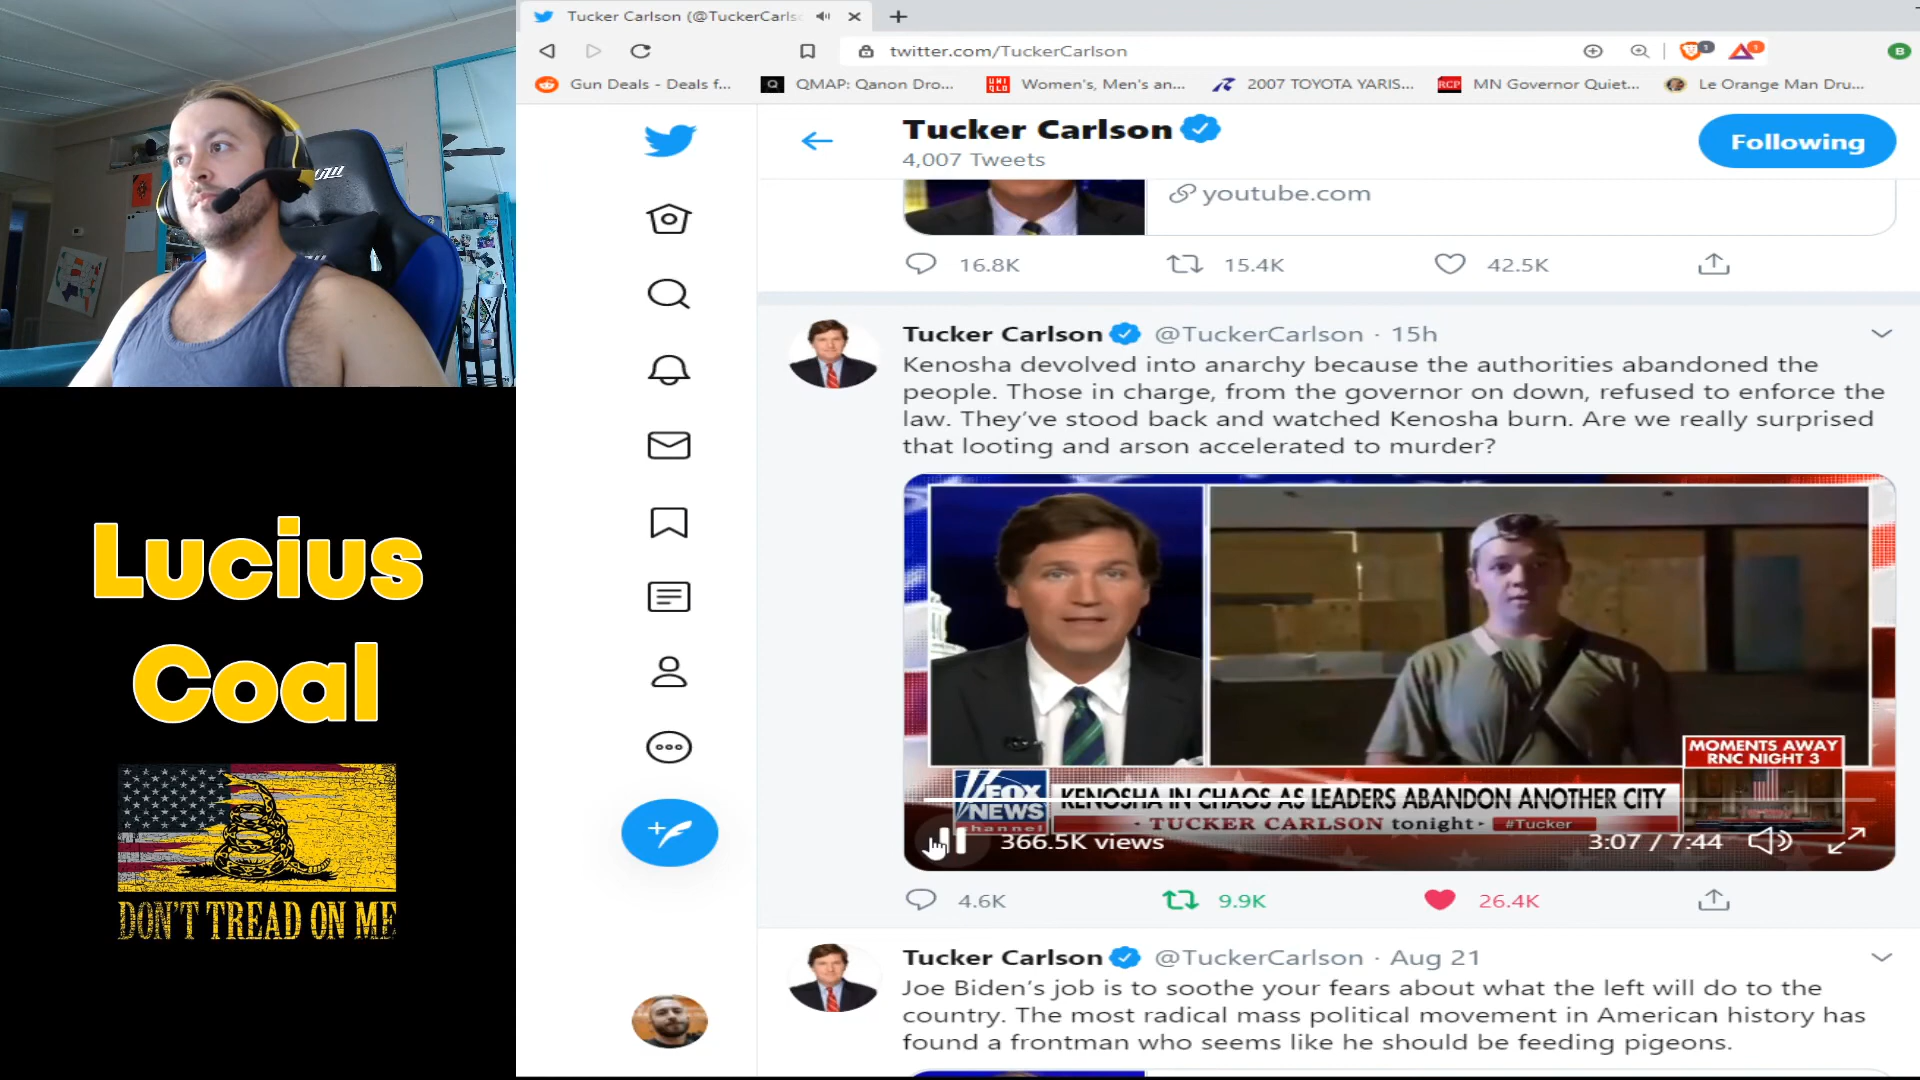 Tucker Carlson (@TuckerCarlso
twitter.com/TuckerCarlson
1
1
B
Gun Deals - Deals f...
QMAP: Qanon Dro...
Women's, Men's an...
2007 TOYOTA YARIS...
MN Governor Quiet...
Le Orange Man Dru...
Q
UNI
QLO
RCP
Tucker Carlson
4,007 Tweets
Following
youtube.com
16.8K
15.4K
42.5K
Tucker Carlson @TuckerCarlson · 15h
Kenosha devolved into anarchy because the authorities abandoned the
people. Those in charge, from the governor on down, refused to enforce the
law. They've stood back and watched Kenosha burn. Are we really surprised
that looting and arson accelerated to murder?
MOMENTS AWAY
RNC NIGHT 3
FOX
NEWS
channel
KENOSHA IN CHAOS AS LEADERS ABANDON ANOTHER CITY
· TUCKER CARLSON tonight · #Tucker
366.5K views
3:07 / 7:44
4.6K
9.9K
26.4K
Tucker Carlson @TuckerCarlson · Aug 21
Joe Biden's job is to soothe your fears about what the left will do to the
country. The most radical mass political movement in American history has
found a frontman who seems like he should be feeding pigeons.
Lucius
Coal
DON'T TREAD ON ME